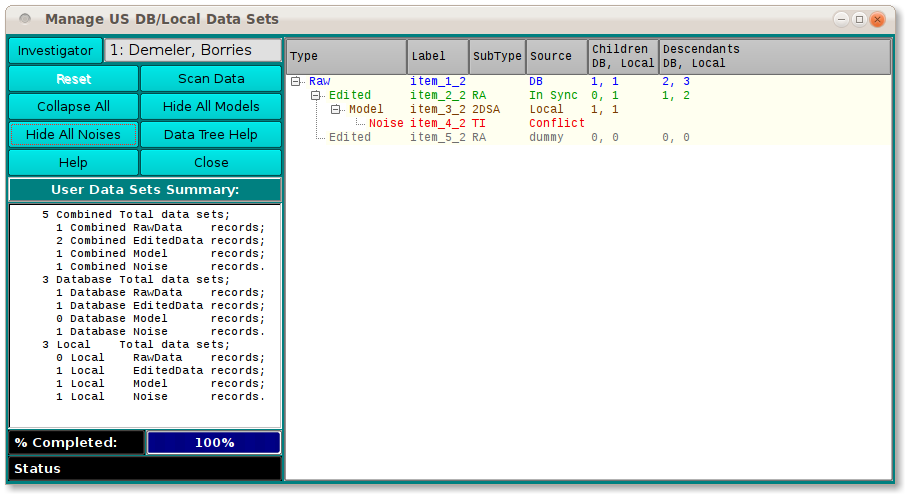 Manage US DB/Local Data Sets
Investigator 1: Demeler, Borries
Reset Scan Data
Collapse All Hide All Models
Hide All Noises Data Tree Help
Help Close
User Data Sets Summary:
5 Combined Total data sets;
1 Combined RawData records;
2 Combined EditedData records;
1 Combined Model records;
1 Combined Noise records.
3 Database Total data sets;
1 Database RawData records;
1 Database EditedData records;
0 Database Model records;
1 Database Noise records.
3 Local Total data sets;
0 Local RawData records;
1 Local EditedData records;
1 Local Model records;
1 Local Noise records.
% Completed: 100%
Status
Type Label SubType Source Children DB, Local Descendants DB, Local
Raw item_1_2 DB 1, 1 2, 3
Edited item_2_2 RA In Sync 0, 1 1, 2
Model item_3_2 2DSA Local 1, 1
Noise item_4_2 TI Conflict
Edited item_5_2 RA dummy 0, 0 0, 0